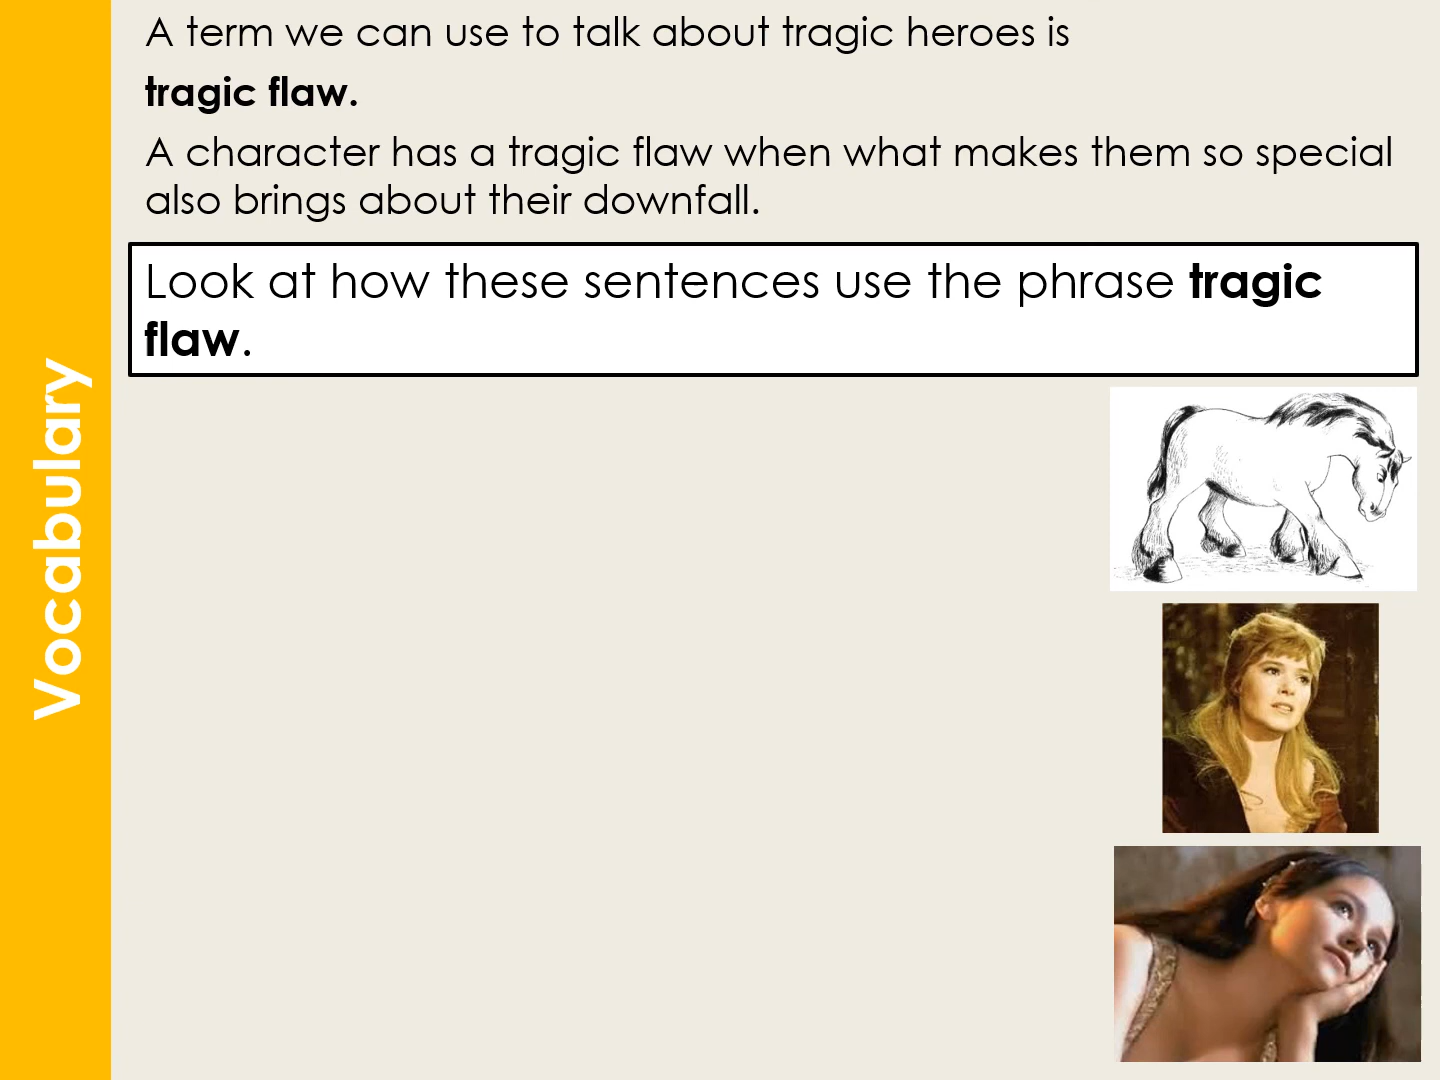 A term we can use to talk about tragic heroes is
tragic flaw.
A character has a tragic flaw when what makes them so special
also brings about their downfall.
Look at how these sentences use the phrase tragic
flaw.
Vocabulary